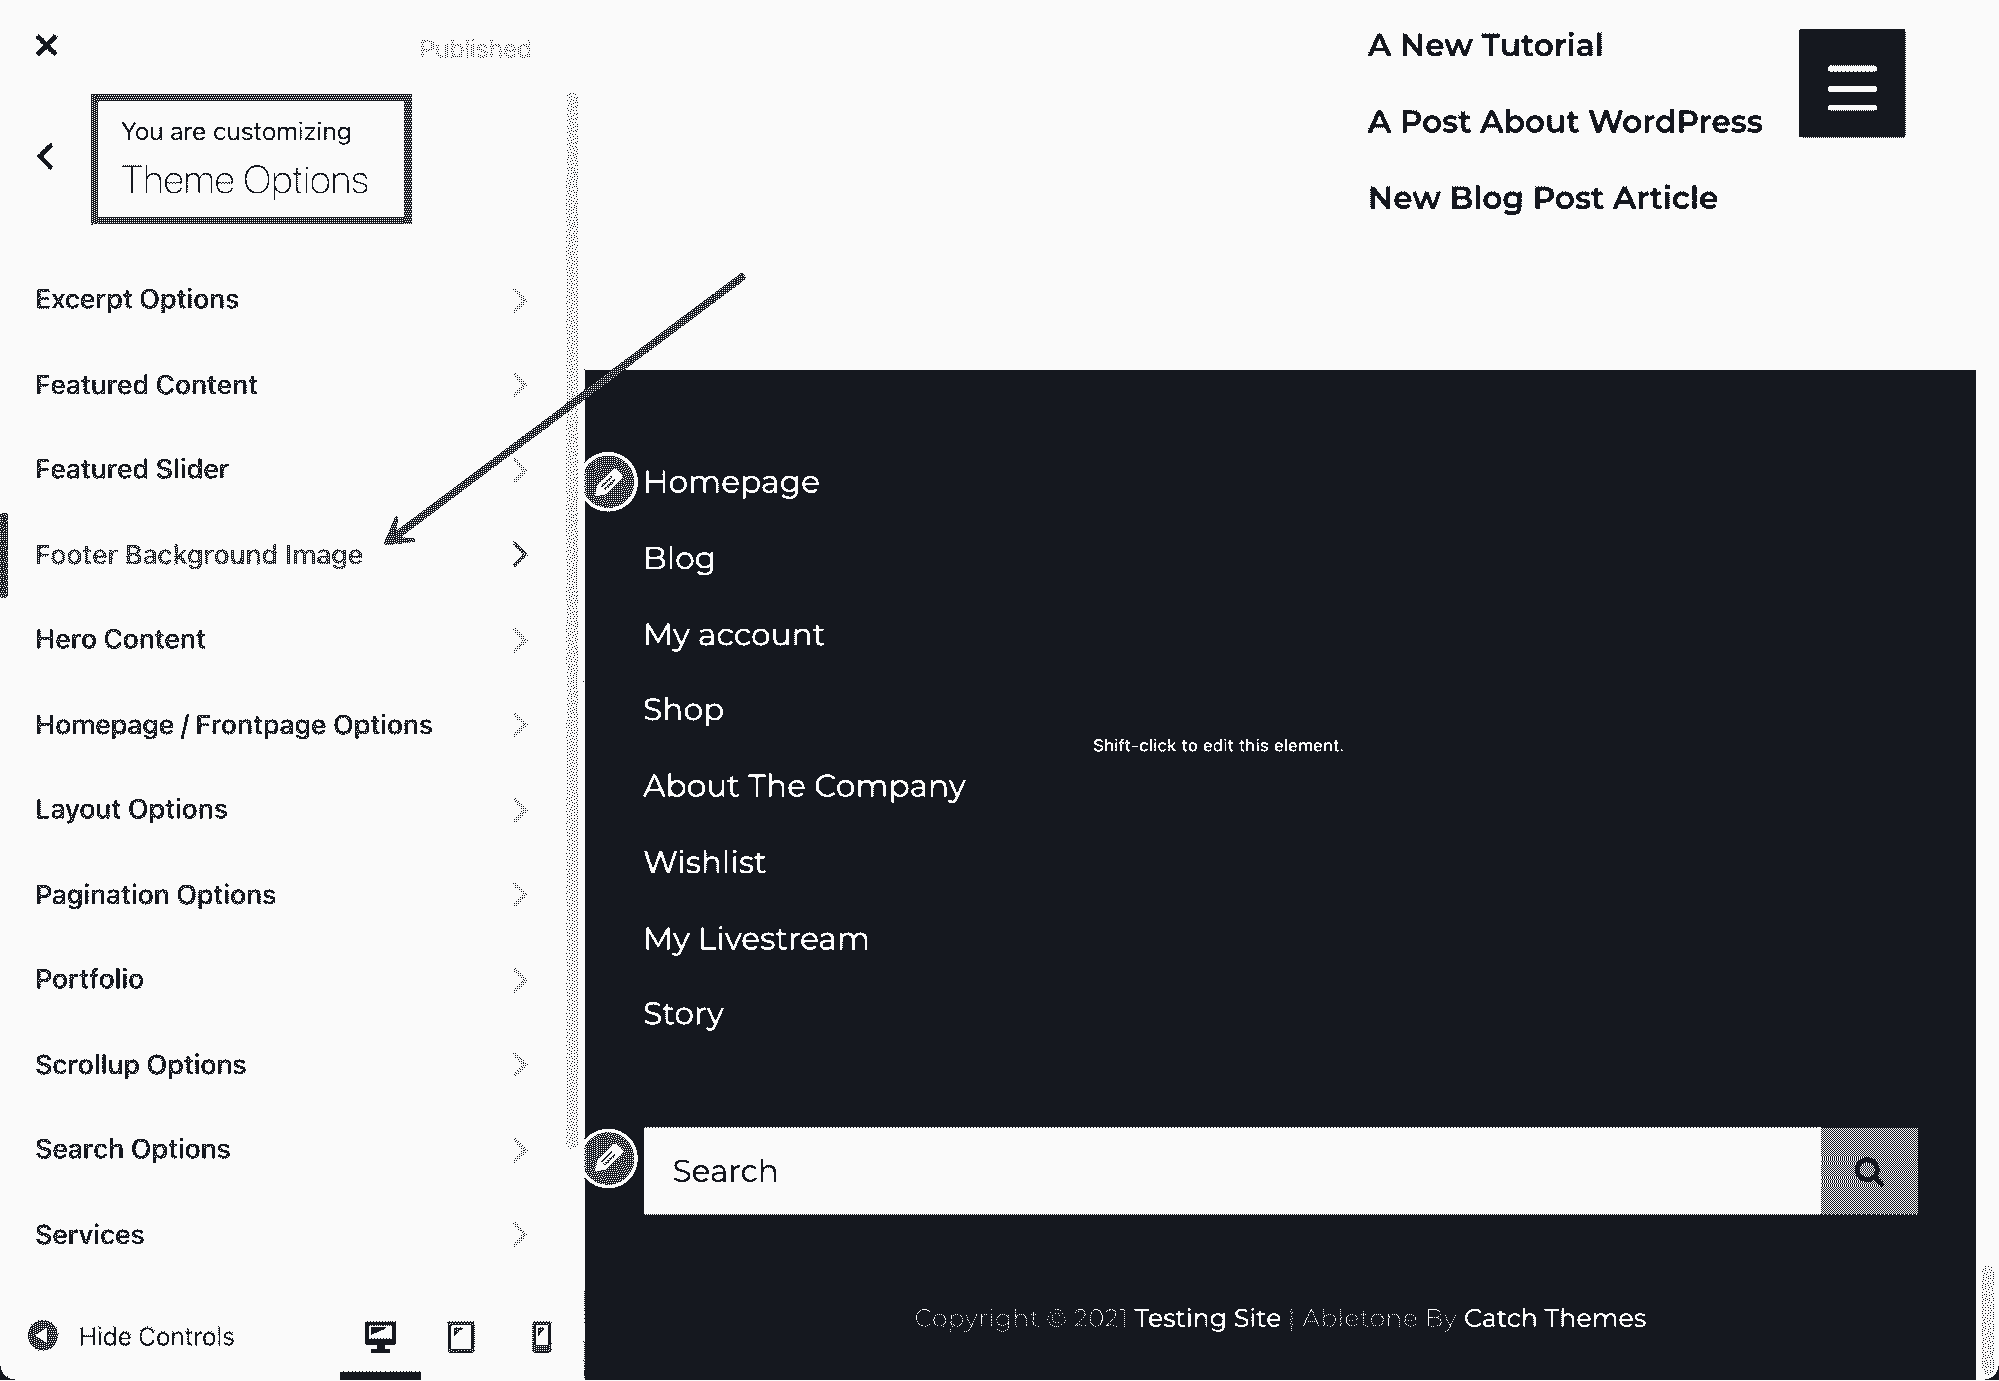 Published
You are customizing
Theme Options
Excerpt Options
Featured Content
Featured Slider
Footer Background Image
Hero Content
Homepage / Frontpage Options
Layout Options
Pagination Options
Portfolio
Scrollup Options
Search Options
Services
Hide Controls
A New Tutorial
A Post About WordPress
New Blog Post Article
Homepage
Blog
My account
Shop
Shift-click to edit this element.
About The Company
Wishlist
My Livestream
Story
Search
Copyright © 2021 Testing Site | Abletone By Catch Themes